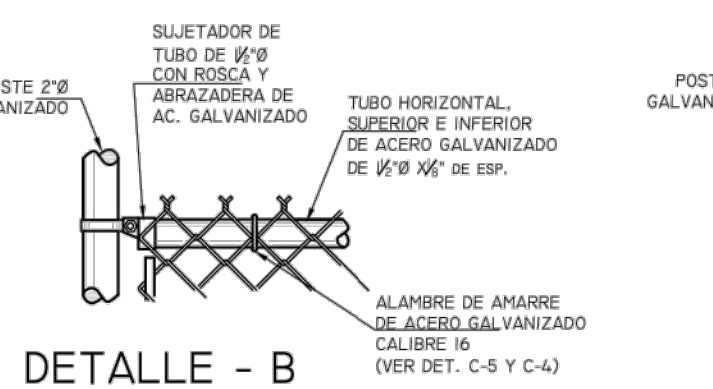 SUJETADOR DE
TUBO DE 1/2"Ø
CON ROSCA Y
ABRAZADERA DE
AC. GALVANIZADO
STE 2"Ø
ANIZADO
TUBO HORIZONTAL,
SUPERIOR E INFERIOR
DE ACERO GALVANIZADO
DE 1/2"Ø X1/8" DE ESP.
POST
GALVAN
ALAMBRE DE AMARRE
DE ACERO GALVANIZADO
CALIBRE 16
(VER DET. C-5 Y C-4)
DETALLE - B